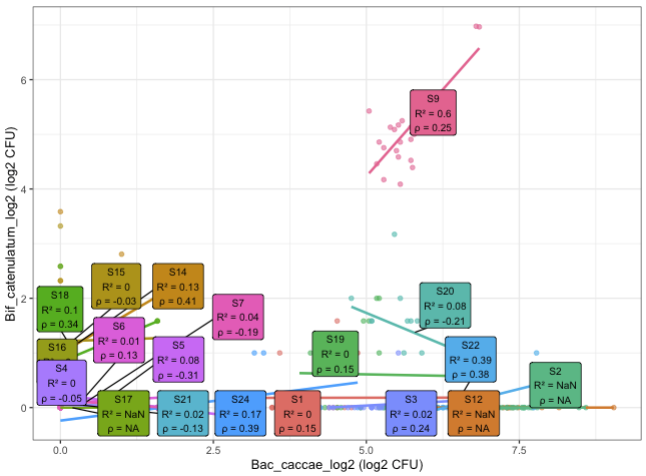 S9
R² = 0.6
ρ = 0.25
S15
R² = 0
ρ = -0.03
S14
R² = 0.13
ρ = 0.41
S20
R² = 0.08
ρ = -0.21
S18
R² = 0.1
ρ = 0.34
S7
R² = 0.04
ρ = -0.19
S6
R² = 0.01
ρ = 0.13
S16
S5
R² = 0.08
ρ = -0.31
S19
R² = 0
ρ = 0.15
S22
R² = 0.39
ρ = 0.38
S4
R² = 0
ρ = -0.05
S2
R² = NaN
ρ = NA
S17
R² = NaN
ρ = NA
S21
R² = 0.02
ρ = -0.13
S24
R² = 0.17
ρ = 0.39
S1
R² = 0
ρ = 0.15
S3
R² = 0.02
ρ = 0.24
S12
R² = NaN
ρ = NA
6
4
2
0
0.0
2.5
5.0
7.5
Bif_catenulatum_log2 (log2 CFU)
Bac_caccae_log2 (log2 CFU)